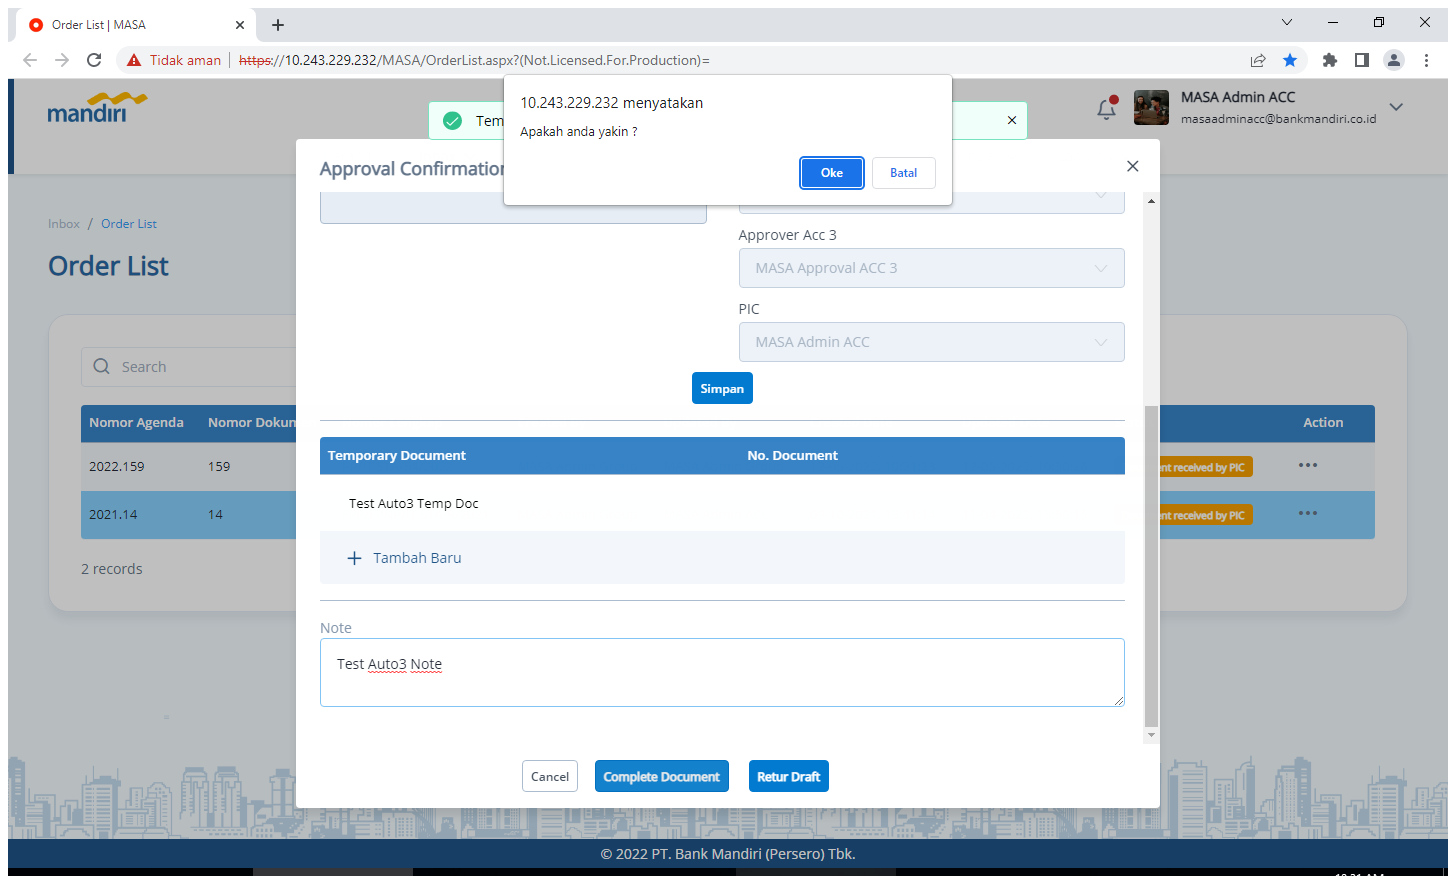 Order List | MASA
Tidak aman
https://10.243.229.232/MASA/OrderList.aspx?(Not.Licensed.For.Production)=
mandiri
Tem
10.243.229.232 menyatakan
Apakah anda yakin ?
Oke
Batal
MASA Admin ACC
masaadminacc@bankmandiri.co.id
Approval Confirmation
Inbox / Order List
Order List
Approver Acc 3
MASA Approval ACC 3
PIC
MASA Admin ACC
Simpan
Search
Nomor Agenda
Nomor Dokun
Action
2022.159
159
nt received by PIC
2021.14
14
nt received by PIC
2 records
Temporary Document
No. Document
Test Auto3 Temp Doc
Tambah Baru
Note
Test Auto3 Note
Cancel
Complete Document
Retur Draft
© 2022 PT. Bank Mandiri (Persero) Tbk.